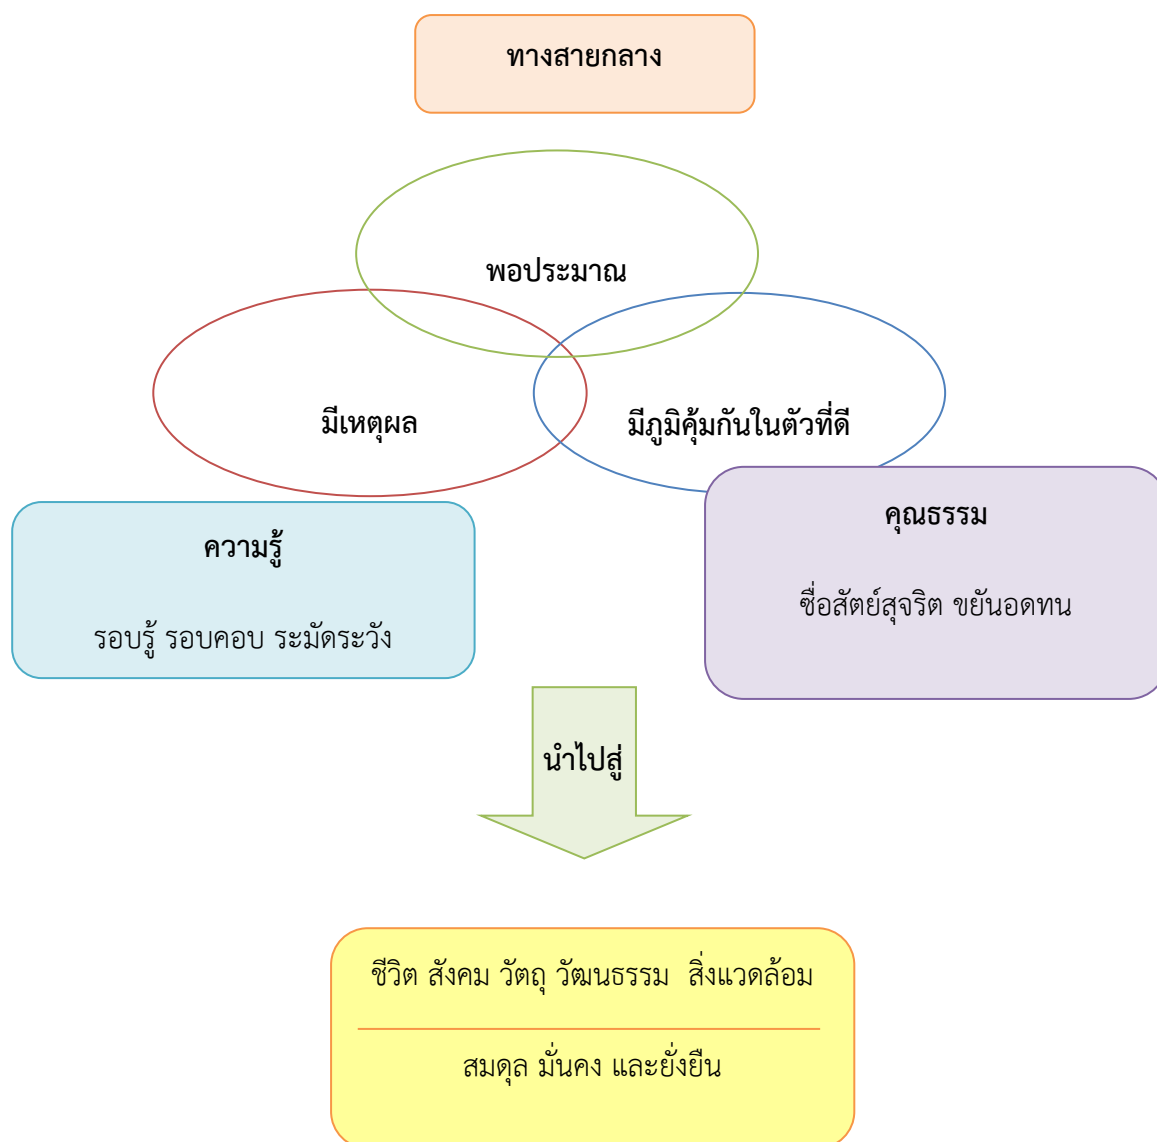 ทางสายกลาง
พอประมาณ
มีเหตุผล
มีภูมิคุ้มกันในตัวที่ดี
ความรู้
รอบรู้ รอบคอบ ระมัดระวัง
คุณธรรม
ซื่อสัตย์สุจริต ขยันอดทน
นำไปสู่
ชีวิต สังคม วัตถุ วัฒนธรรม  สิ่งแวดล้อม
สมดุล มั่นคง และยั่งยืน